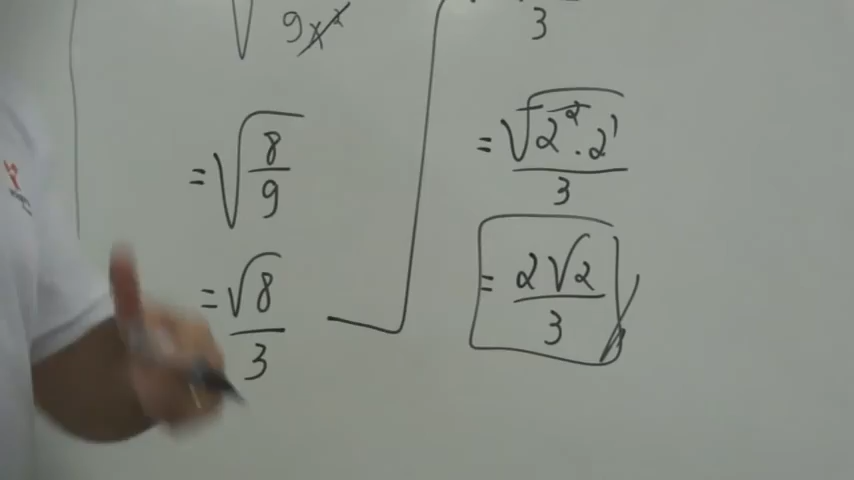 √ 9x²
= √(8/9)
= √8/3
3
= √(2² . 2¹)/3
= 2√2/3